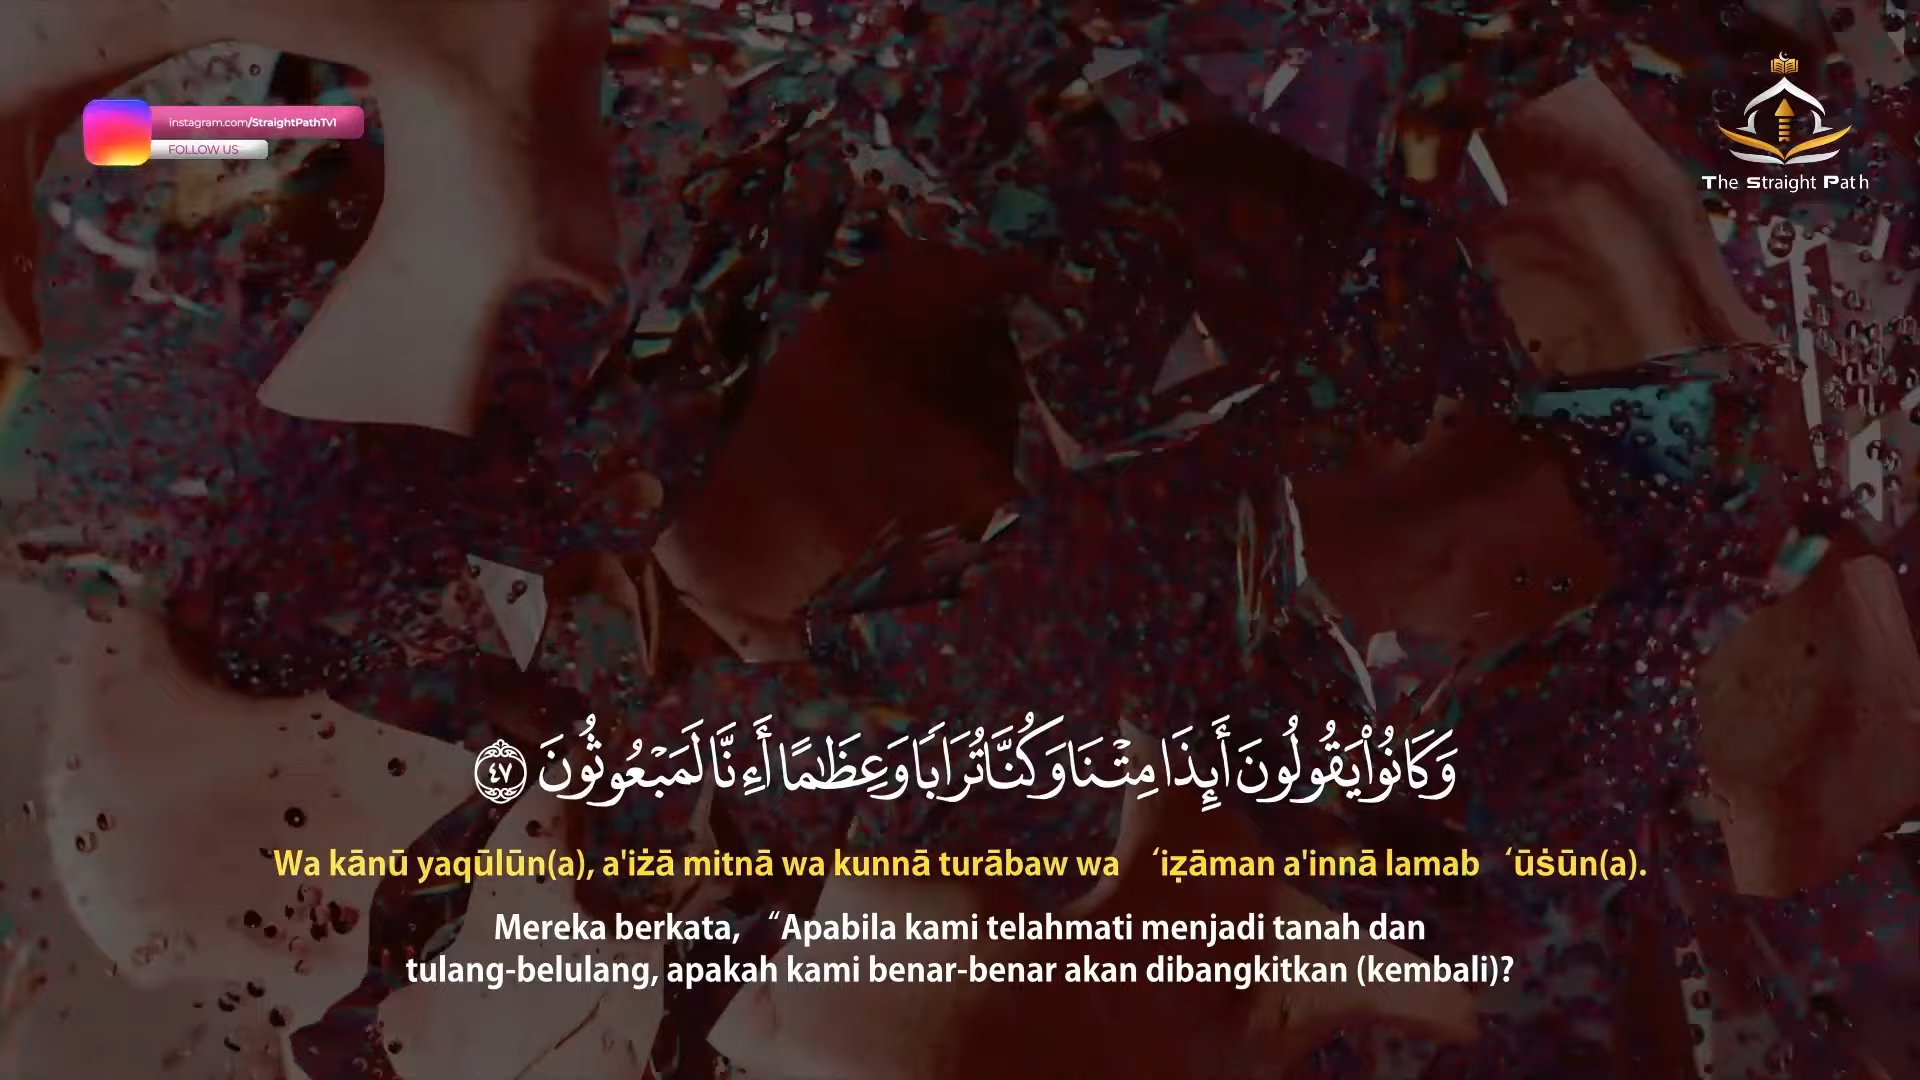 instagram.com/StraightPathTv1
FOLLOW US
The Straight Path
وَكَانُوا۟ يَقُولُونَ أَئِذَا مِتْنَا وَكُنَّا تُرَابًا وَعِظَٰمًا أَءِنَّا لَمَبْعُوثُونَ ٤٧
Wa kānū yaqūlūn(a), a'iżā mitnā wa kunnā turābaw wa ‘iẓāman a'innā lamab ‘ūṡūn(a).
Mereka berkata, “Apabila kami telahmati menjadi tanah dan
tulang-belulang, apakah kami benar-benar akan dibangkitkan (kembali)?